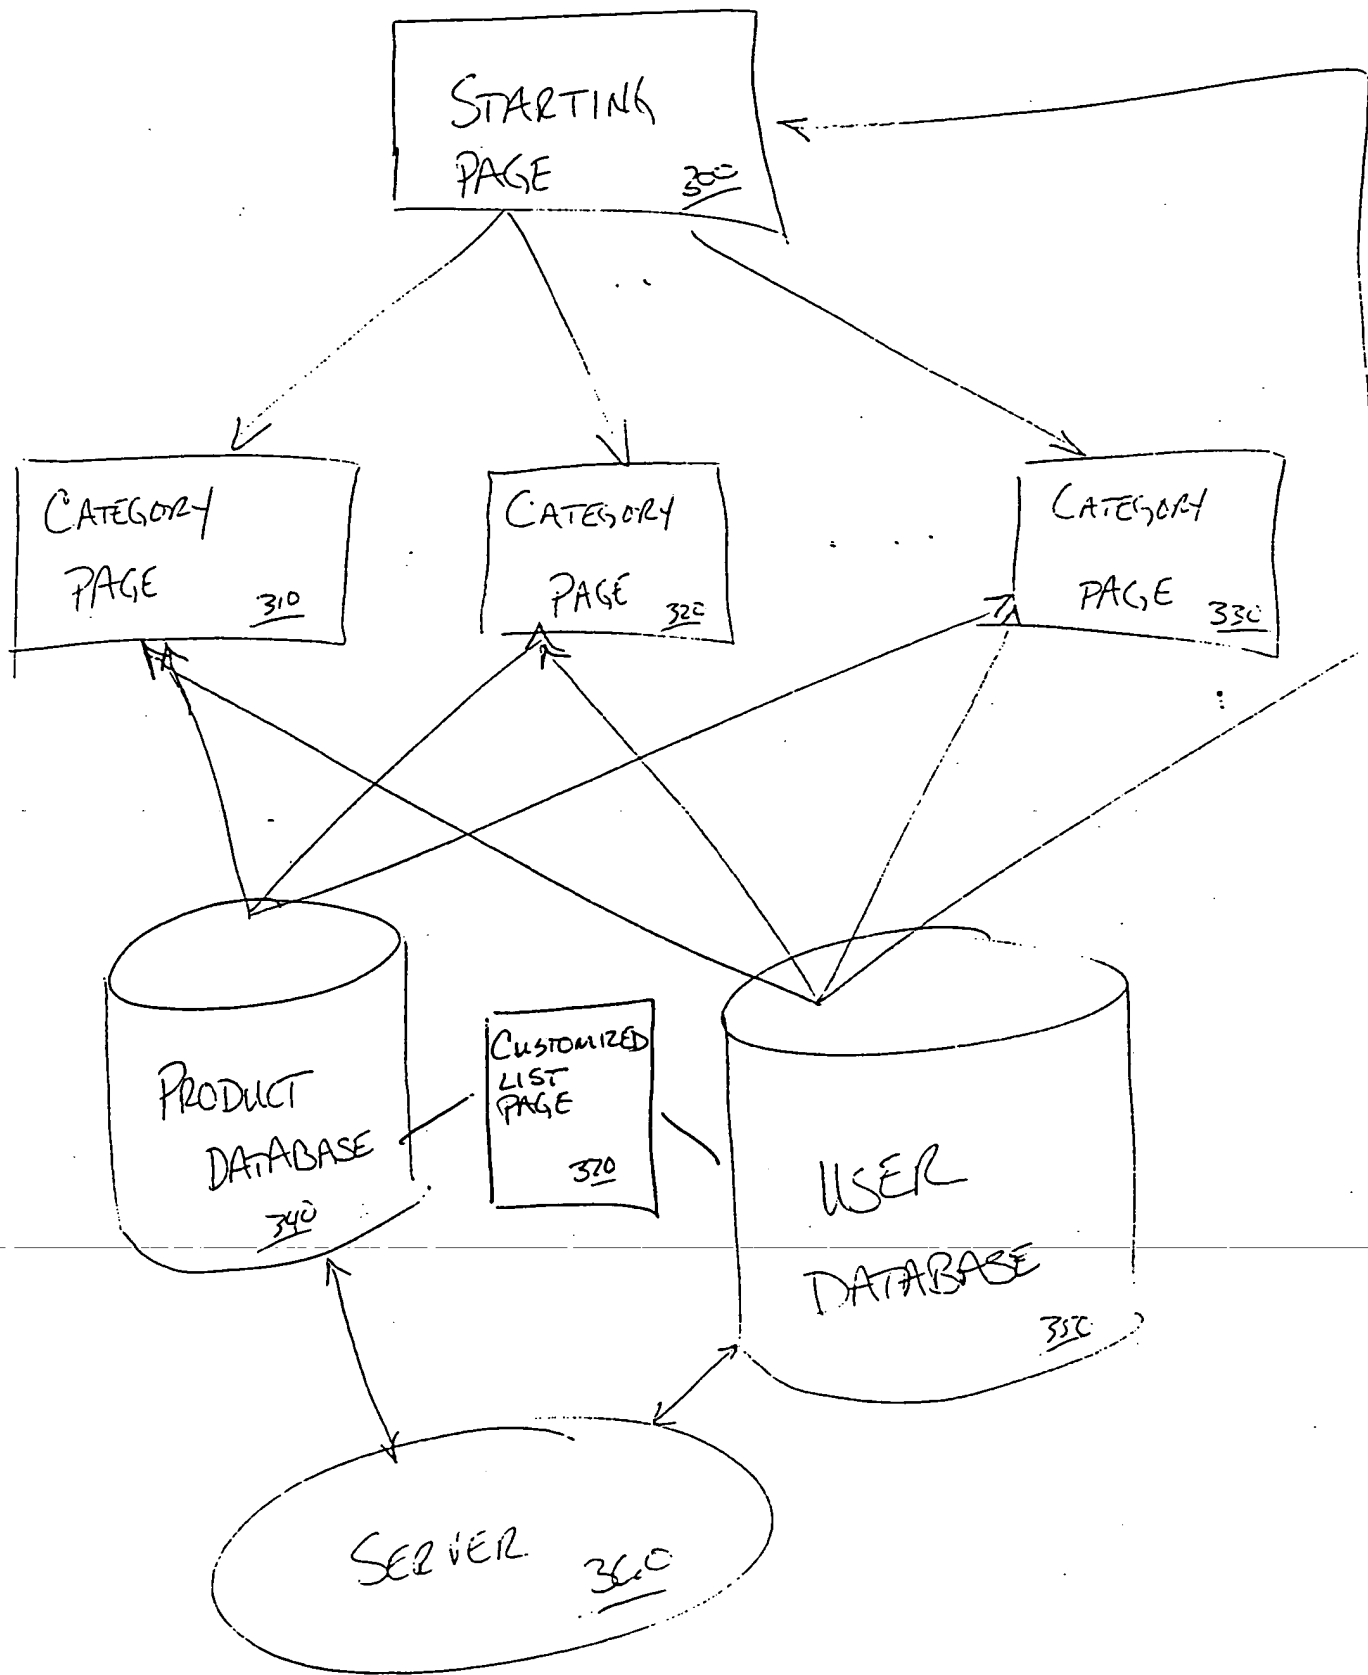 STARTING
PAGE 300
CATEGORY
PAGE 310
CATEGORY
PAGE 320
CATEGORY
PAGE 330
PRODUCT
DATABASE
340
CUSTOMIZED
LIST
PAGE
370
USER
DATABASE
350
SERVER 360